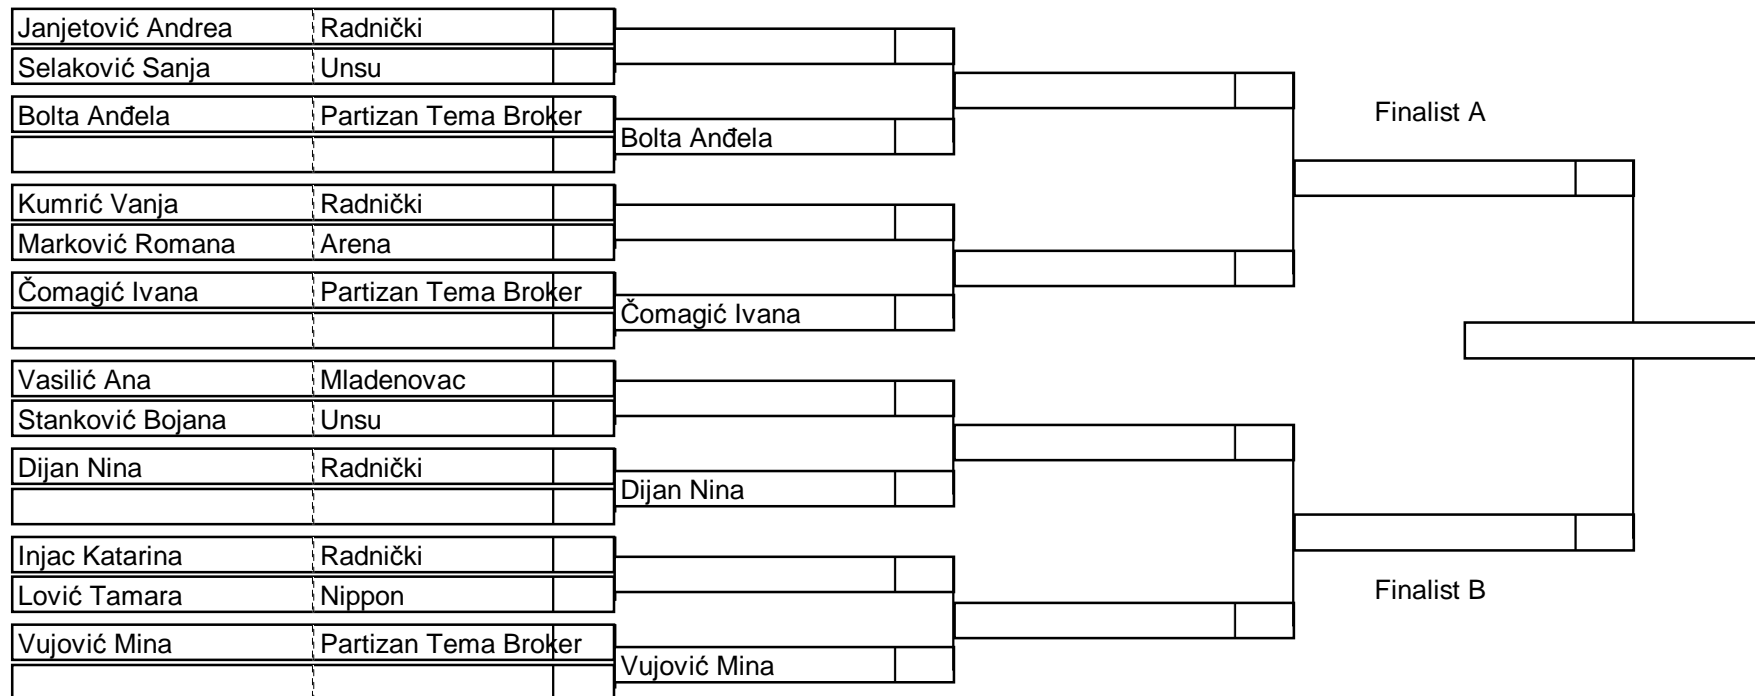 Janjetović Andrea Radnički
Selaković Sanja Unsu
Bolta Anđela Partizan Tema Broker
Bolta Anđela
Kumrić Vanja Radnički
Marković Romana Arena
Čomagić Ivana Partizan Tema Broker
Čomagić Ivana
Vasilić Ana Mladenovac
Stanković Bojana Unsu
Dijan Nina Radnički
Dijan Nina
Injac Katarina Radnički
Lović Tamara Nippon
Vujović Mina Partizan Tema Broker
Vujović Mina
Finalist A
Finalist B